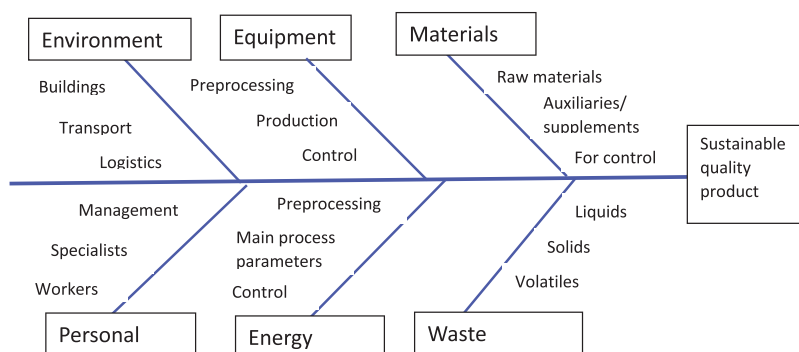 Environment
Equipment
Materials
Buildings
Transport
Logistics
Preprocessing
Production
Control
Raw materials
Auxiliaries/
supplements
For control
Sustainable
quality
product
Management
Specialists
Workers
Preprocessing
Main process
parameters
Control
Liquids
Solids
Volatiles
Personal
Energy
Waste